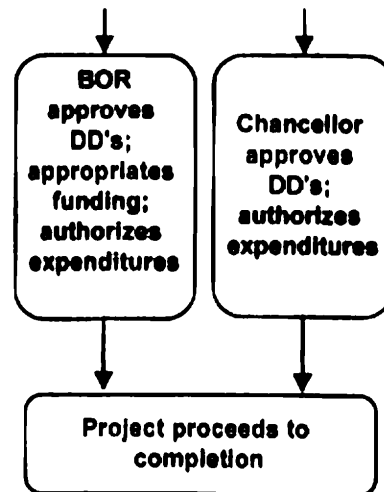 BOR
approves
DD's;
appropriates
funding;
authorizes
expenditures
Chancellor
approves
DD's;
authorizes
expenditures
Project proceeds to
completion